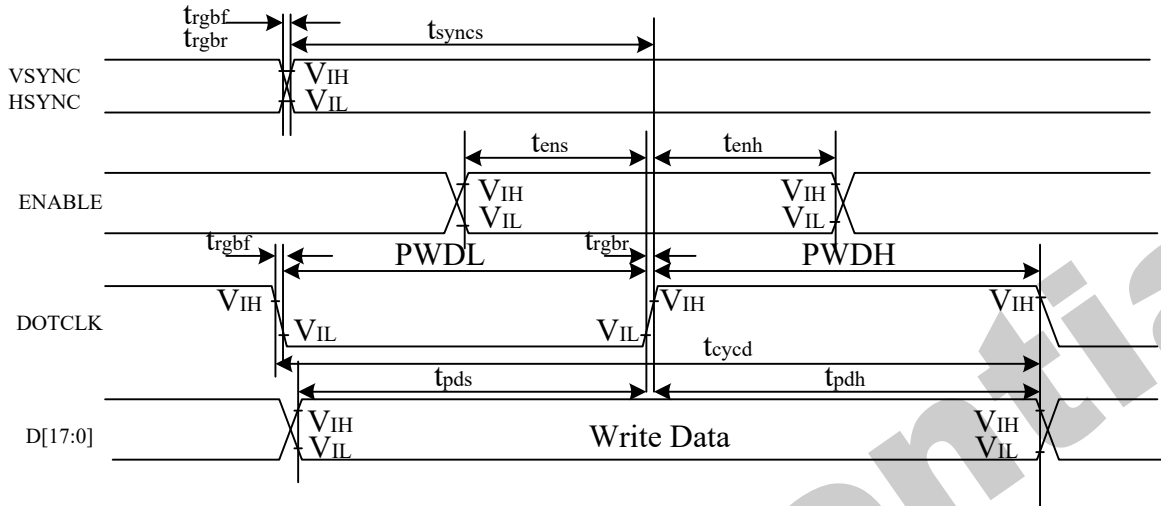 trgbf
trgbr
tsyncs
VSYNC
HSYNC
VIH
VIL
tens
tenh
ENABLE
VIH
VIL
VIH
VIL
trgbf
PWDL
trgbr
PWDH
DOTCLK
VIH
VIL
VIL
VIH
VIH
tcycd
tpds
tpdh
D[17:0]
VIH
VIL
Write Data
VIH
VIL